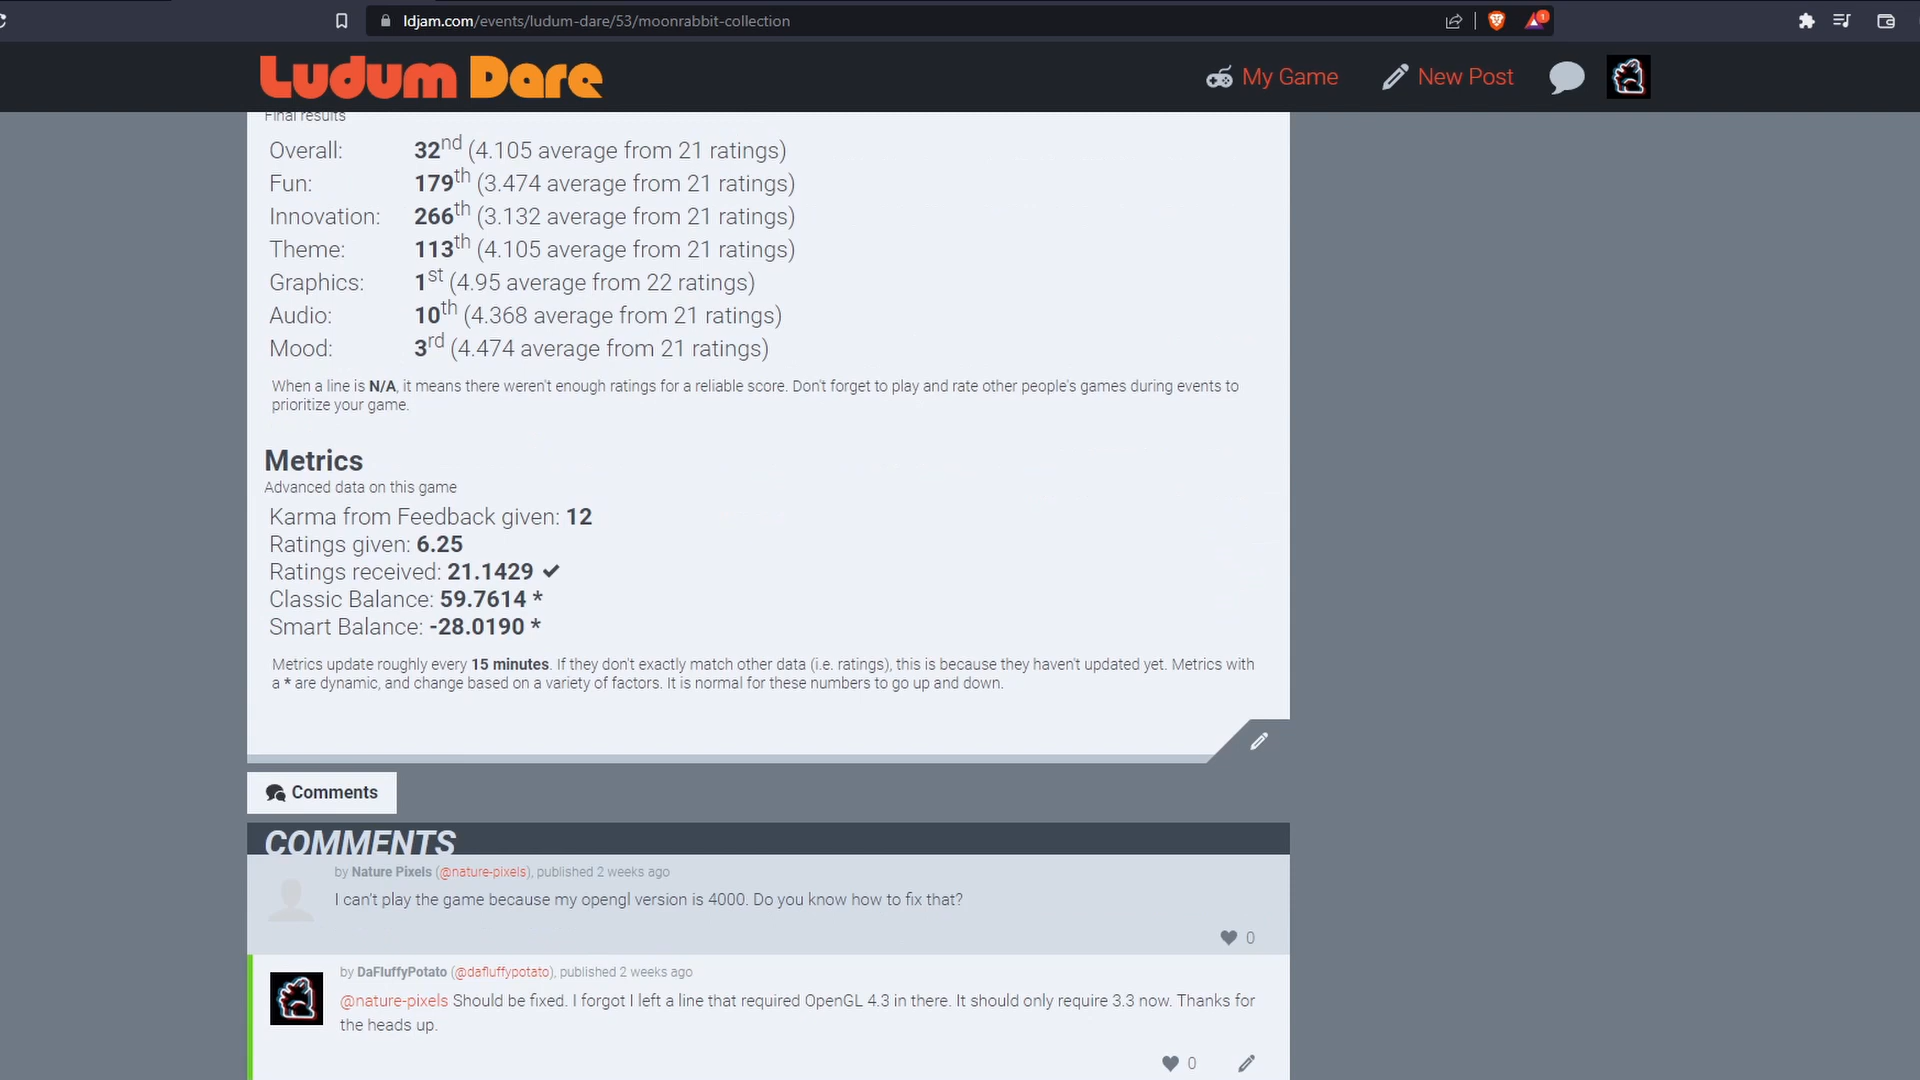 ldjam.com/events/ludum-dare/53/moonrabbit-collection
1
Ludum Dare
My Game
New Post
Final results
Overall: 32nd (4.105 average from 21 ratings)
Fun: 179th (3.474 average from 21 ratings)
Innovation: 266th (3.132 average from 21 ratings)
Theme: 113th (4.105 average from 21 ratings)
Graphics: 1st (4.95 average from 22 ratings)
Audio: 10th (4.368 average from 21 ratings)
Mood: 3rd (4.474 average from 21 ratings)
When a line is N/A, it means there weren't enough ratings for a reliable score. Don't forget to play and rate other people's games during events to
prioritize your game.
Metrics
Advanced data on this game
Karma from Feedback given: 12
Ratings given: 6.25
Ratings received: 21.1429 ✔
Classic Balance: 59.7614 *
Smart Balance: -28.0190 *
Metrics update roughly every 15 minutes. If they don't exactly match other data (i.e. ratings), this is because they haven't updated yet. Metrics with
a * are dynamic, and change based on a variety of factors. It is normal for these numbers to go up and down.
Comments
COMMENTS
by Nature Pixels (@nature-pixels), published 2 weeks ago
I can't play the game because my opengl version is 4000. Do you know how to fix that?
0
by DaFluffyPotato (@dafluffypotato), published 2 weeks ago
@nature-pixels Should be fixed. I forgot I left a line that required OpenGL 4.3 in there. It should only require 3.3 now. Thanks for
the heads up.
0